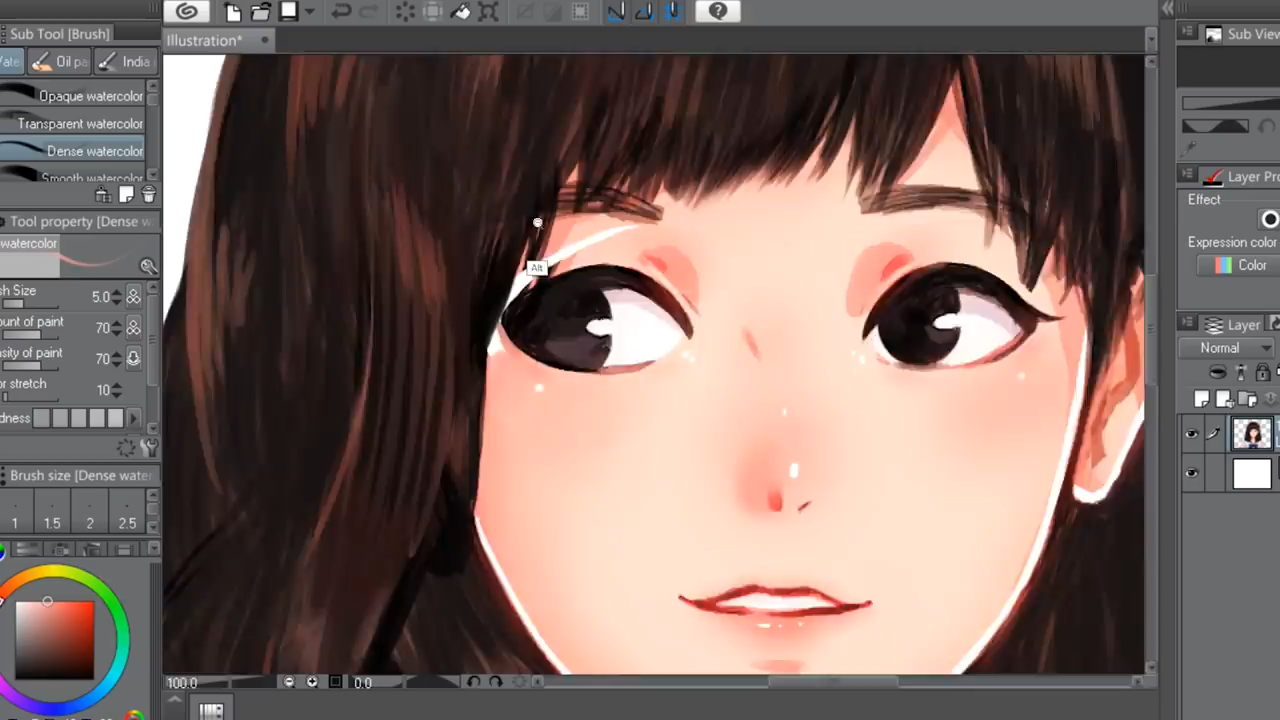 Sub Tool [Brush]
Illustration*
Sub View
Vate
Oil pa
India
Opaque watercolor
Transparent watercolor
Dense watercolor
Smooth watercolor
Tool property [Dense w
watercolor
sh Size 5.0
ount of paint 70
sity of paint 70
or stretch 10
dness
Brush size [Dense water
1 1.5 2 2.5
Alt
100.0 0.0
Layer Pro
Effect
Expression color
Color
Layer
Normal